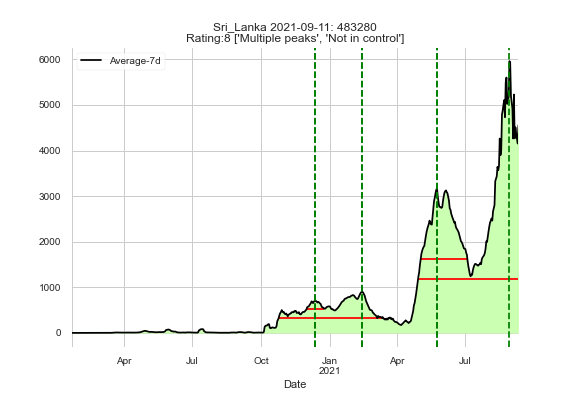 Sri_Lanka 2021-09-11: 483280
Rating:8 ['Multiple peaks', 'Not in control']
Average-7d
6000
5000
4000
3000
2000
1000
0
Apr Jul Oct Jan Apr Jul
2021
Date